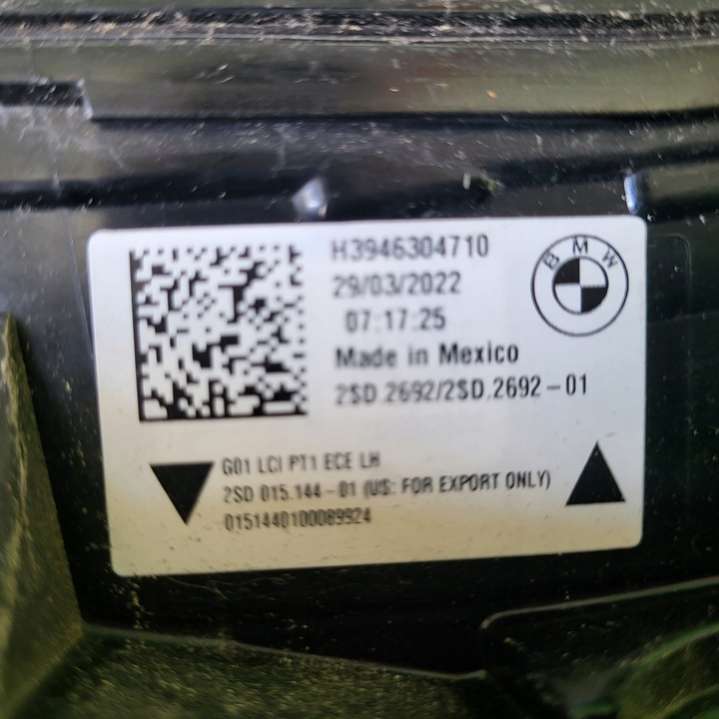 H3946304710
29/03/2022
07:17:25
Made in Mexico
2SD.2692/2SD.2692-01
BMW
G01 LCI PT1 ECE LH
2SD 015.144-01 (US: FOR EXPORT ONLY)
0151440100089924